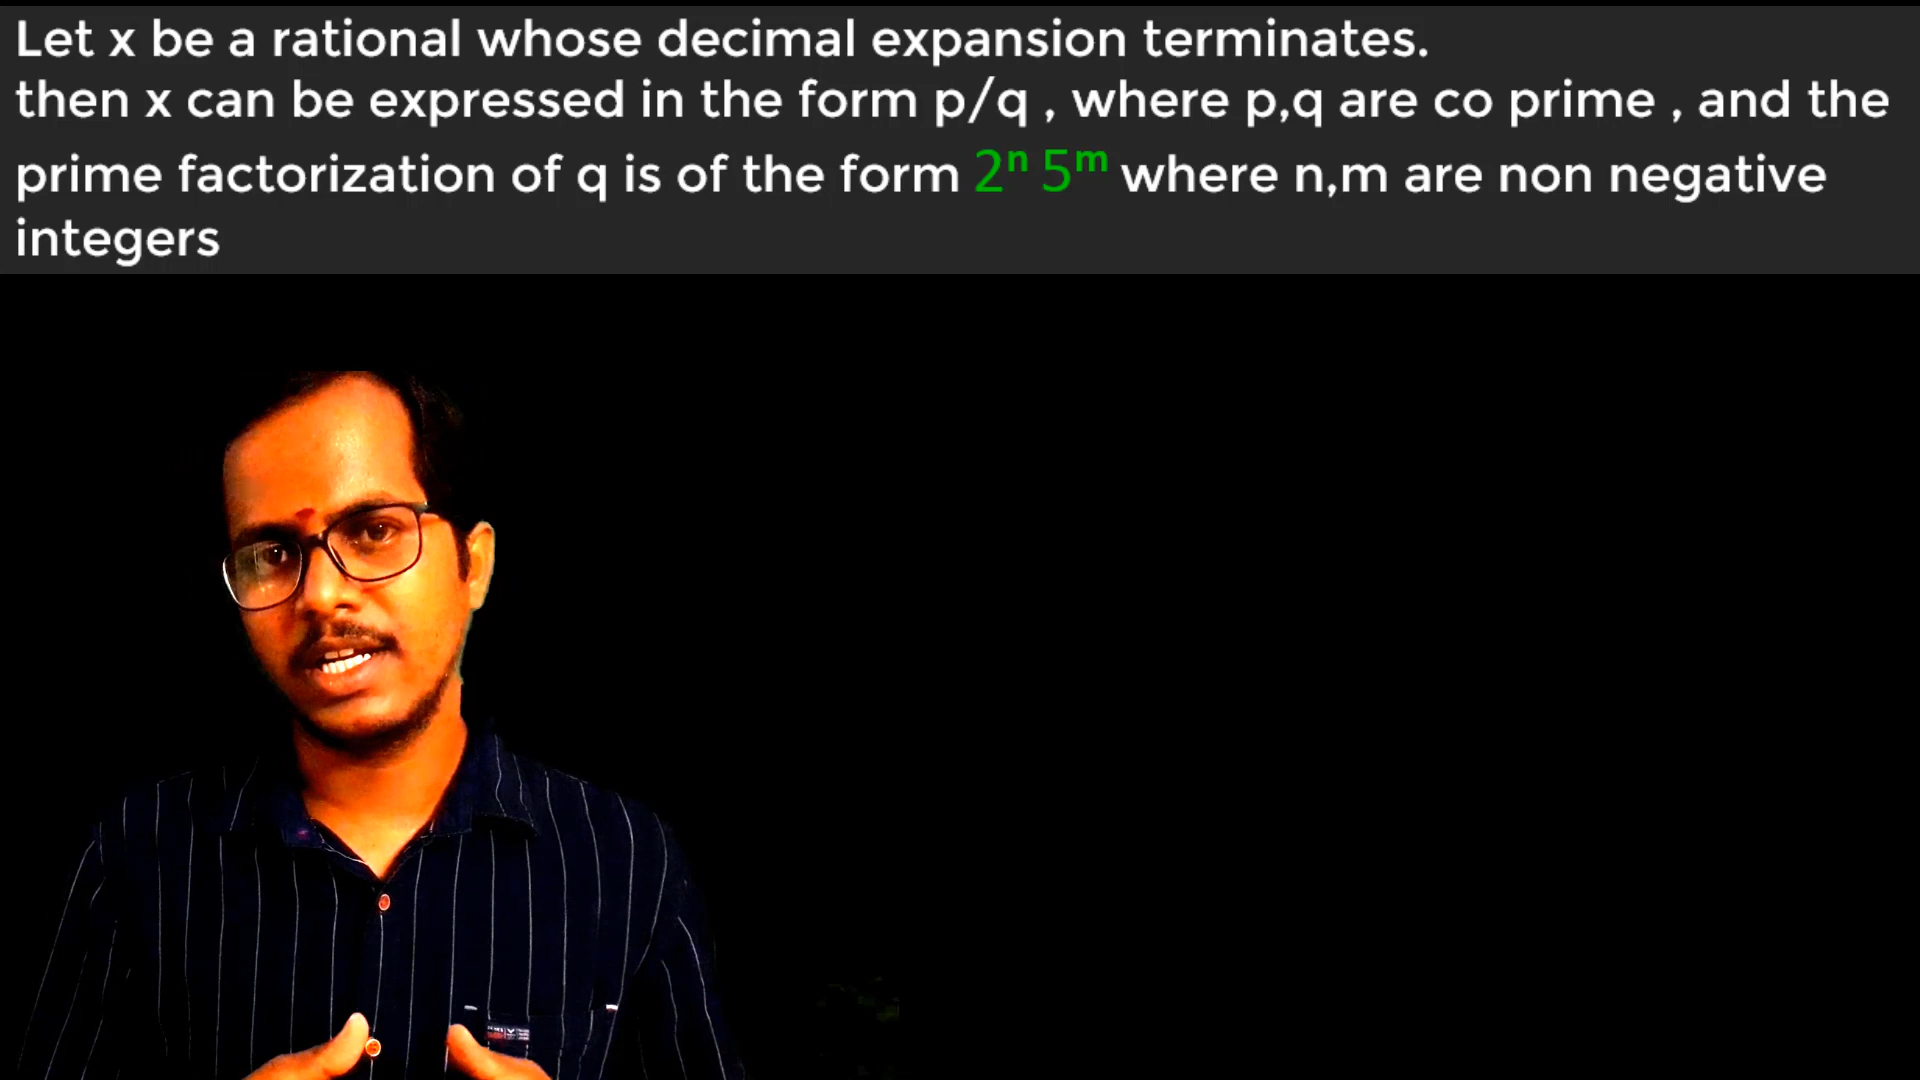 Let x be a rational whose decimal expansion terminates.
then x can be expressed in the form p/q , where p,q are co prime , and the
prime factorization of q is of the form 2ⁿ 5ᵐ where n,m are non negative
integers